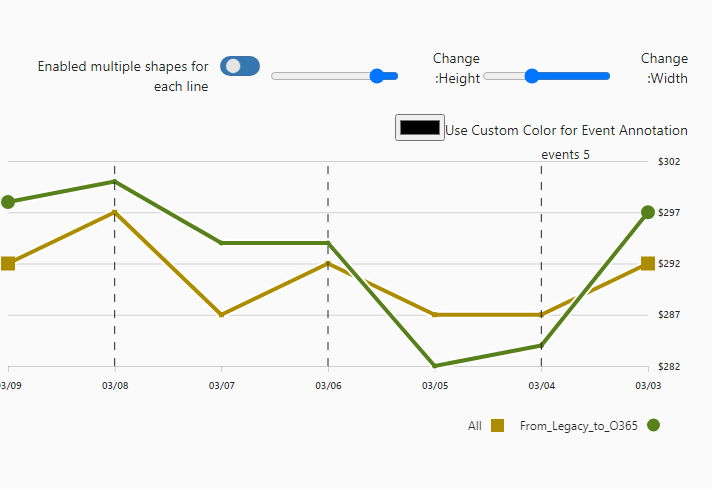 Change
:Width
Change
:Height
Enabled multiple shapes for
each line
Use Custom Color for Event Annotation
events 5
$302
$297
$292
$287
$282
03/03
03/04
03/05
03/06
03/07
03/08
03/09
From_Legacy_to_O365
All